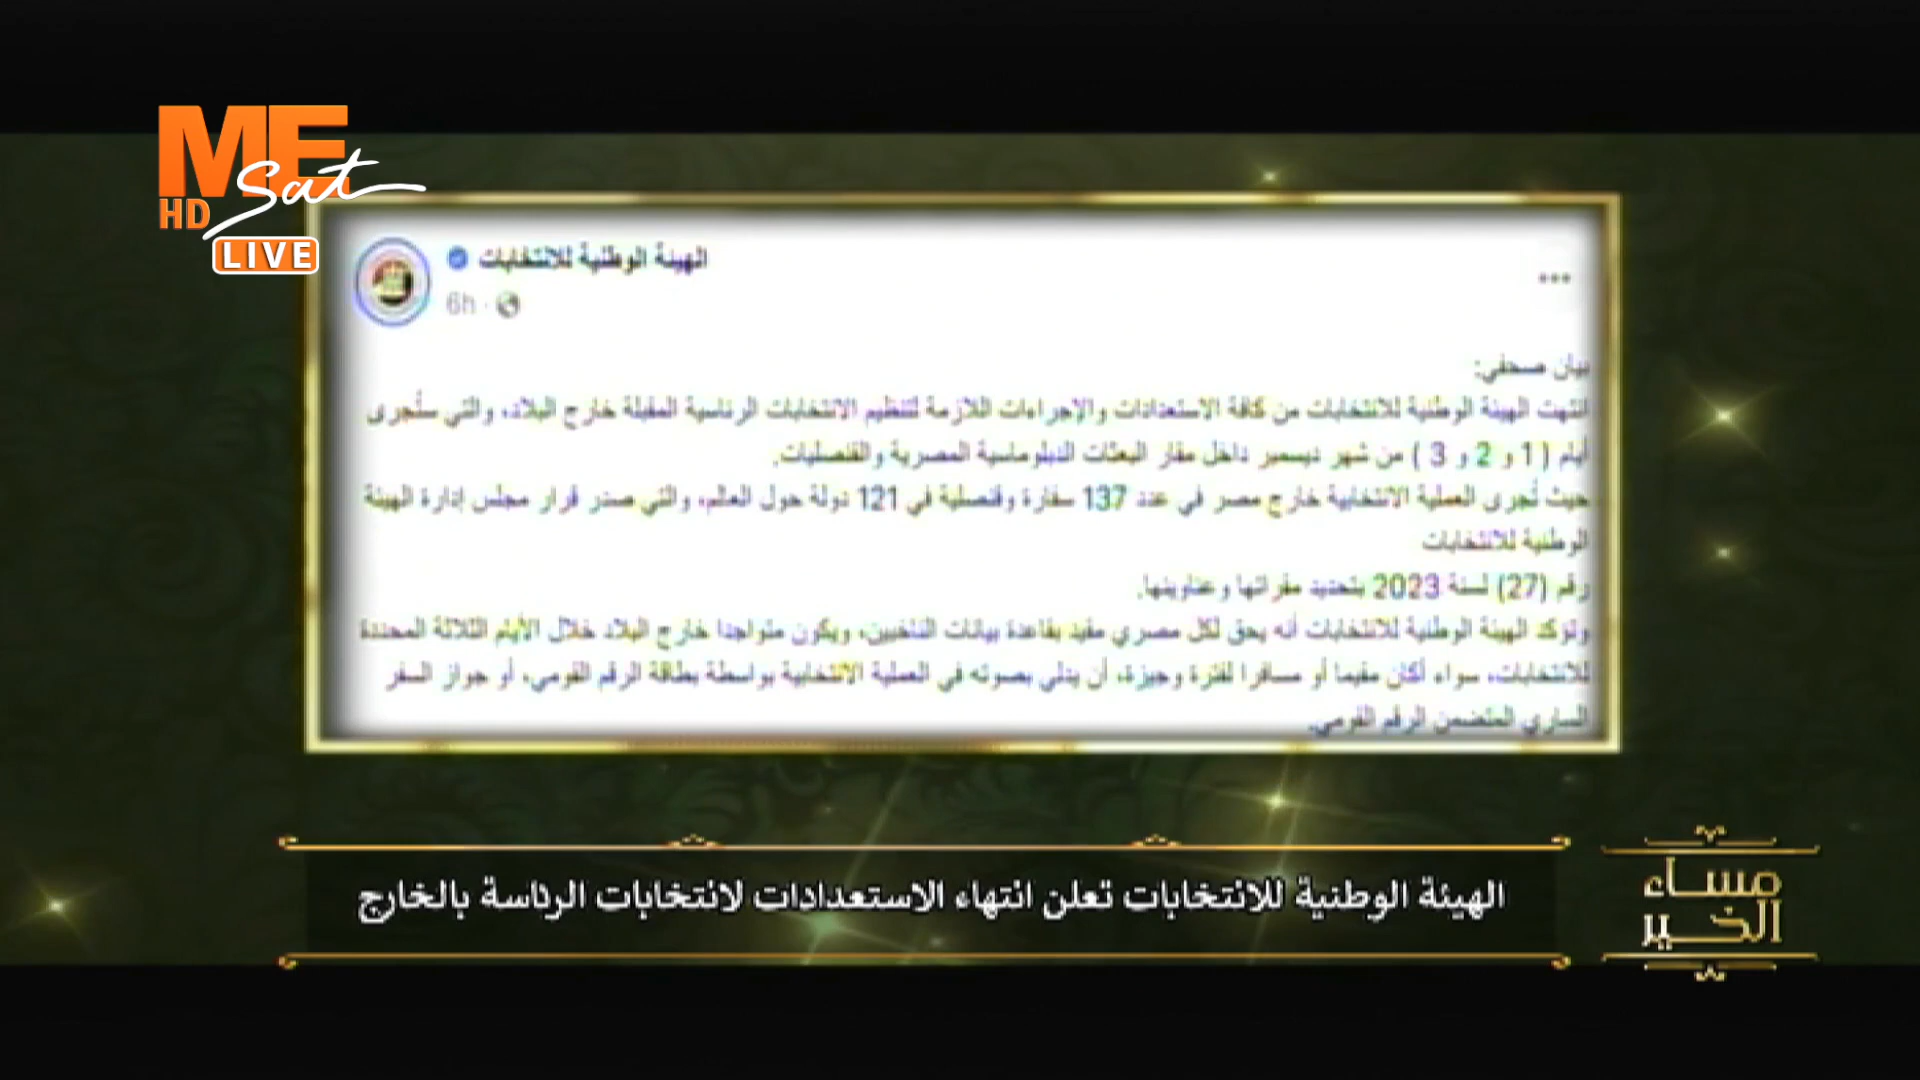 ME
Sat
HD
LIVE
الهيئة الوطنية للانتخابات
6h
بيان صحفي:
انتهت الهيئة الوطنية للانتخابات من كافة الاستعدادات والإجراءات اللازمة لتنظيم الانتخابات الرئاسية المقبلة خارج البلاد، والتي ستُجرى
أيام ( 1 و 2 و 3 ) من شهر ديسمبر داخل مقار البعثات الدبلوماسية المصرية والقنصليات.
حيث تُجرى العملية الانتخابية خارج مصر في عدد 137 سفارة وقنصلية في 121 دولة حول العالم، والتي صدر قرار مجلس إدارة الهيئة
الوطنية للانتخابات
رقم (27) لسنة 2023 بتحديد مقراتها وعناوينها.
وتؤكد الهيئة الوطنية للانتخابات أنه يحق لكل مصري مقيد بقاعدة بيانات الناخبين، ويكون متواجدا خارج البلاد خلال الأيام الثلاثة المحددة
للانتخابات، سواء أكان مقيما أو مسافرا لفترة وجيزة، أن يدلي بصوته في العملية الانتخابية بواسطة بطاقة الرقم القومي، أو جواز السفر
الساري المتضمن الرقم القومي.
الهيئة الوطنية للانتخابات تعلن انتهاء الاستعدادات لانتخابات الرئاسة بالخارج
مساء
الخير